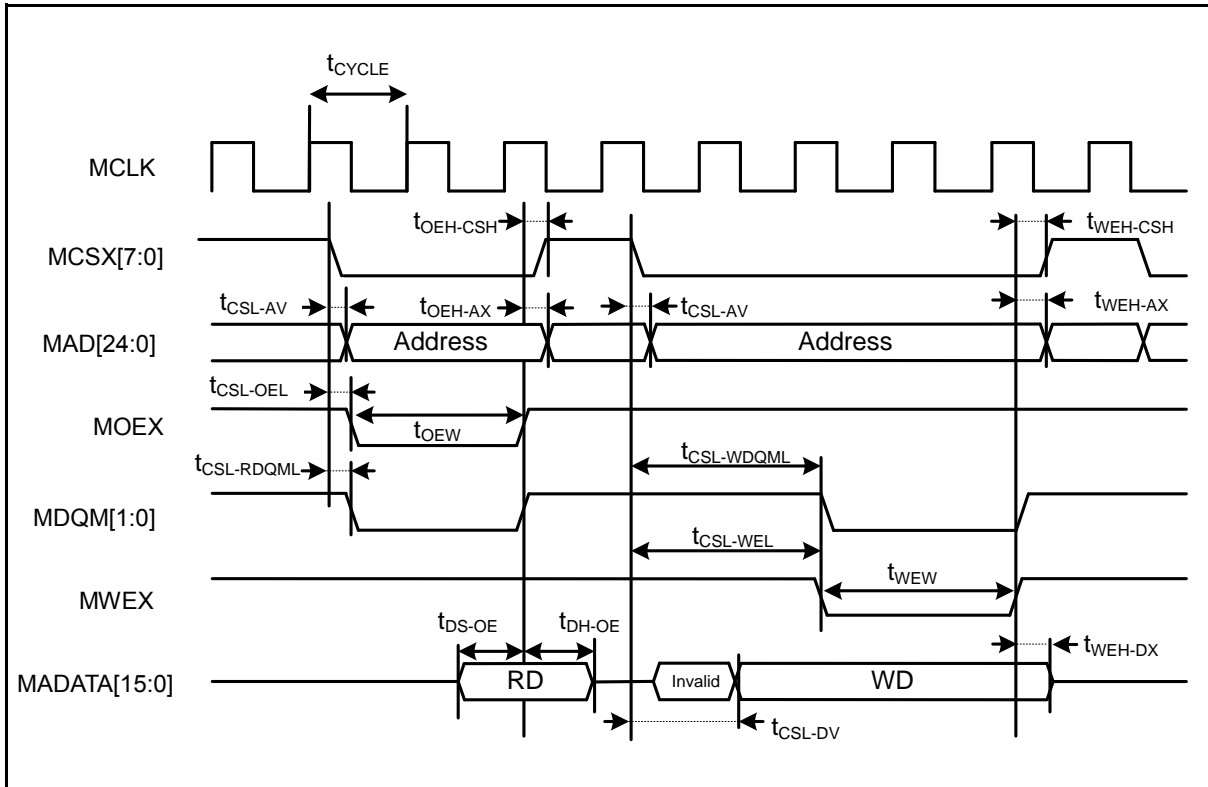 tCYCLE
MCLK
tOEH-CSH
tWEH-CSH
MCSX[7:0]
tCSL-AV
tOEH-AX
tCSL-AV
tWEH-AX
MAD[24:0]
Address
Address
tCSL-OEL
MOEX
tOEW
tCSL-WDQML
tCSL-RDQML
MDQM[1:0]
tCSL-WEL
tWEW
MWEX
tDS-OE
tDH-OE
tWEH-DX
MADATA[15:0]
RD
Invalid
WD
tCSL-DV